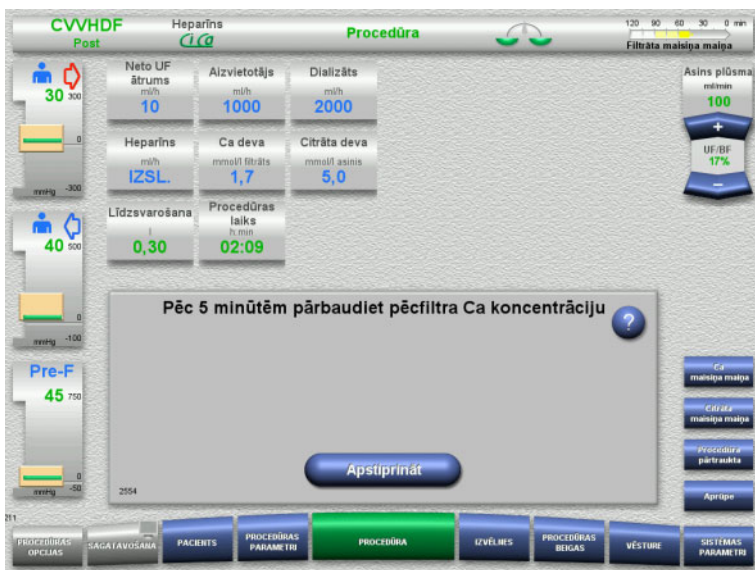 CVVHDF
Post
Heparīns
CiCa
Procedūra
120 90 60 30 0 min
Filtrāta maisiņa maiņa
30
300
0
mmHg -300
40
500
0
mmHg -100
Pre-F
45
750
0
mmHg -50
Neto UF ātrums
ml/h
10
Aizvietotājs
ml/h
1000
Dializāts
ml/h
2000
Heparīns
ml/h
IZSL.
Ca deva
mmol/l filtrāts
1,7
Citrāta deva
mmol/l asinis
5,0
Līdzsvarošana
l
0,30
Procedūras laiks
h:min
02:09
Asins plūsma
ml/min
100
+
UF/BF
17%
−
Pēc 5 minūtēm pārbaudiet pēcfiltra Ca koncentrāciju
?
Apstiprināt
2554
Ca
maisiņa maiņa
Citrāta
maisiņa maiņa
Procedūra
pārtraukta
Aprūpe
211
PROCEDŪRAS
OPCIJAS
SAGATAVOŠANA
PACIENTS
PROCEDŪRAS
PARAMETRI
PROCEDŪRA
IZVĒLNES
PROCEDŪRAS
BEIGAS
VĒSTURE
SISTĒMAS
PARAMETRI